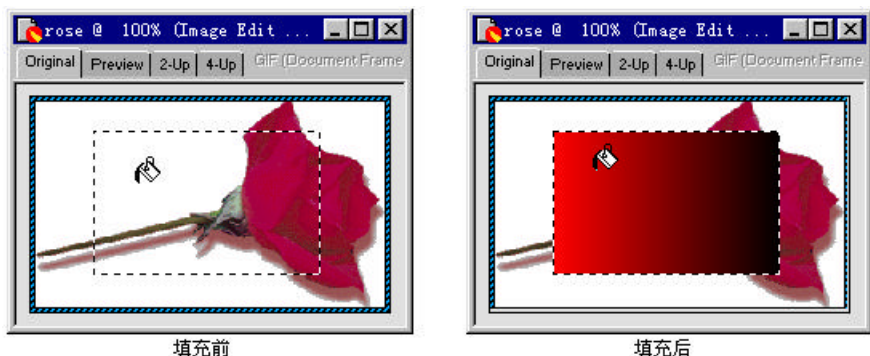 rose @ 100% (Image Edit ...
Original Preview 2-Up 4-Up GIF (Document Frame
填充前
rose @ 100% (Image Edit ...
Original Preview 2-Up 4-Up GIF (Document Frame
填充后